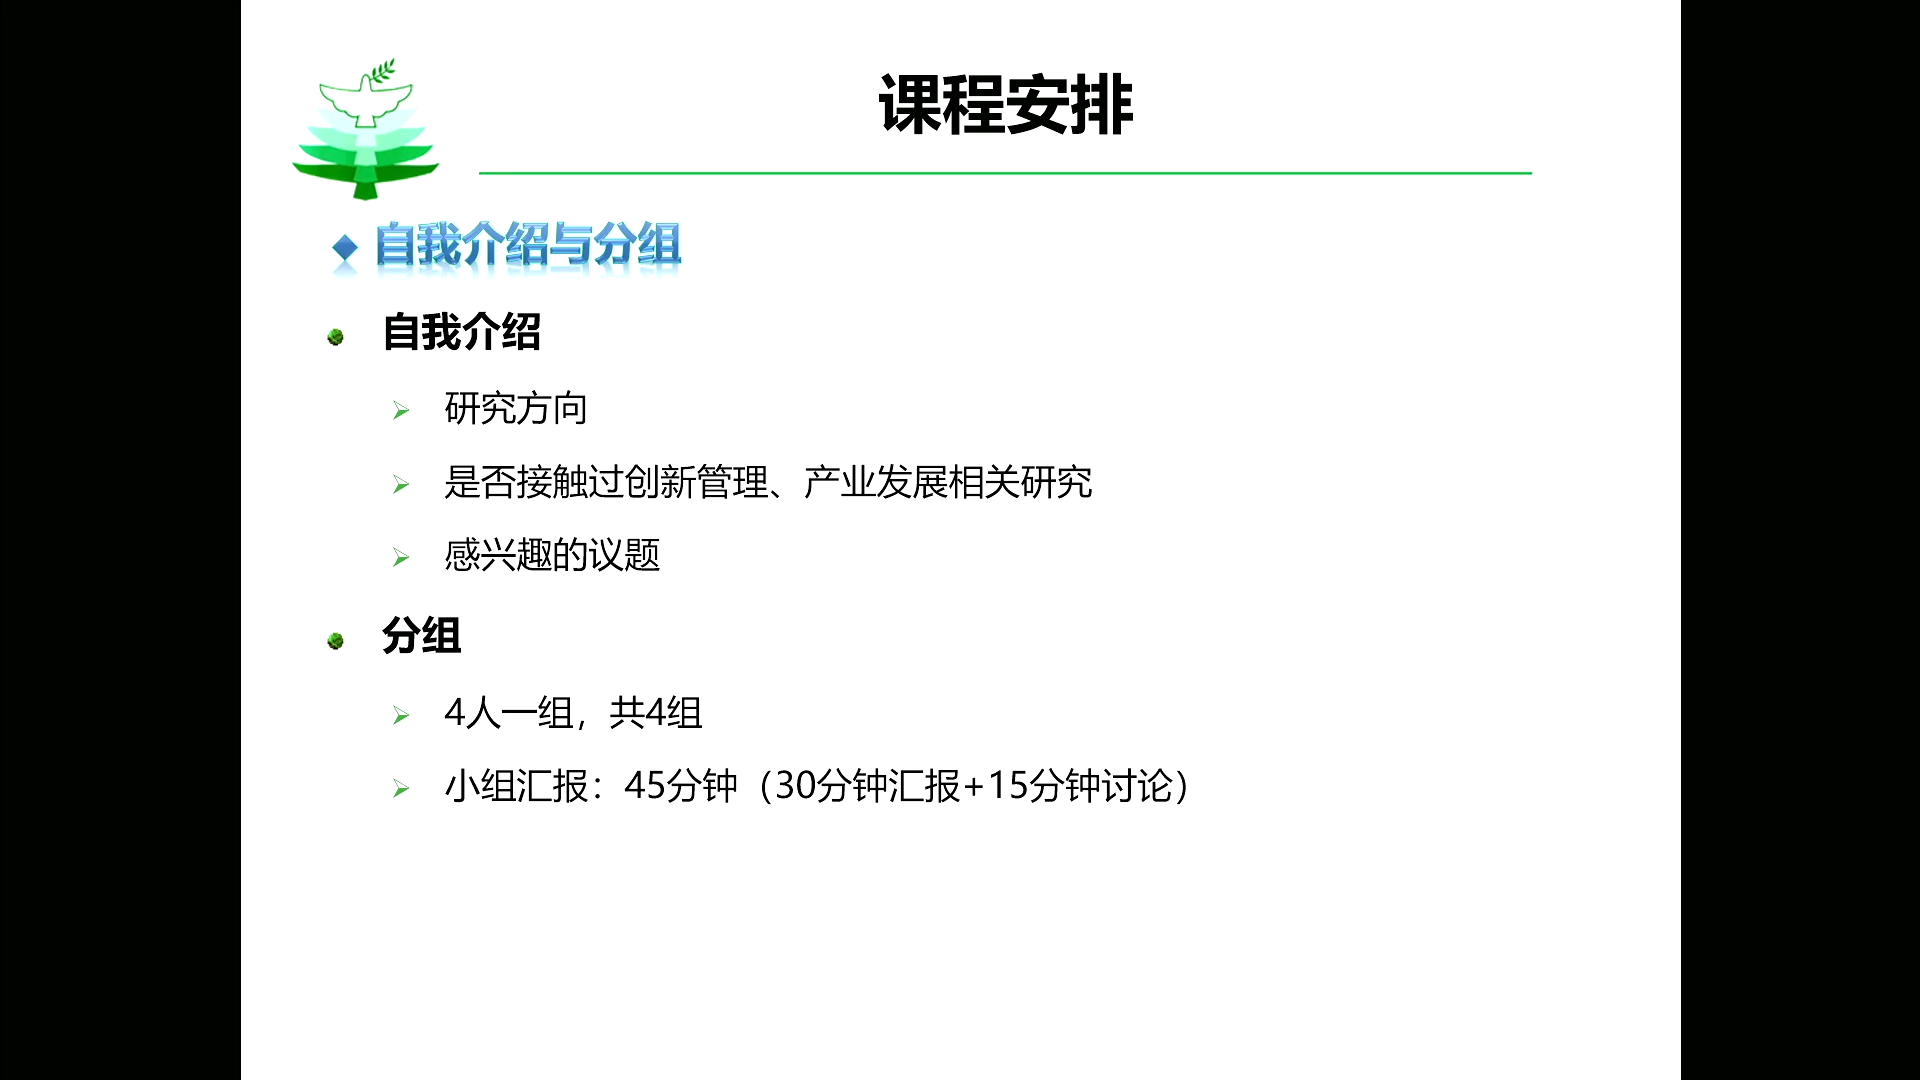 课程安排
自我介绍与分组
自我介绍
研究方向
是否接触过创新管理、产业发展相关研究
感兴趣的议题
分组
4人一组，共4组
小组汇报：45分钟（30分钟汇报+15分钟讨论）